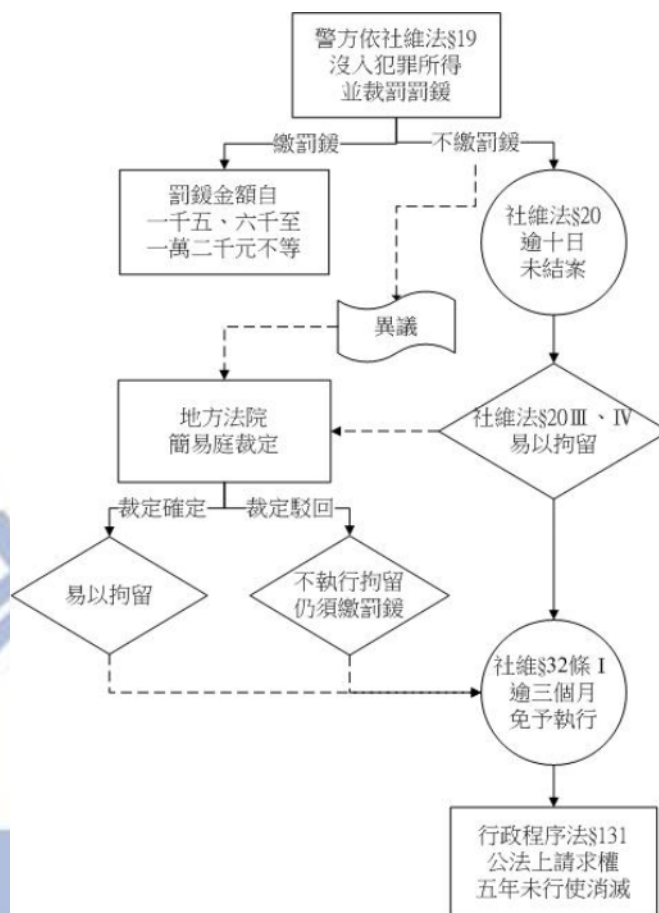 警方依社維法§19
沒入犯罪所得
並裁罰罰鍰
繳罰鍰
不繳罰鍰
罰鍰金額自
一千五、六千至
一萬二千元不等
社維法§20
逾十日
未結案
異議
地方法院
簡易庭裁定
社維法§20Ⅲ、Ⅳ
易以拘留
裁定確定
裁定駁回
易以拘留
不執行拘留
仍須繳罰鍰
社維§32條Ⅰ
逾三個月
免予執行
行政程序法§131
公法上請求權
五年未行使消滅